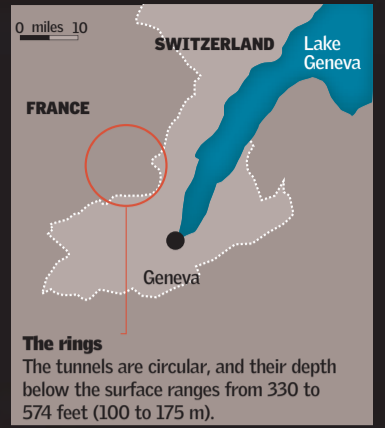 0 miles 10
SWITZERLAND
Lake
Geneva
FRANCE
Geneva
The rings
The tunnels are circular, and their depth
below the surface ranges from 330 to
574 feet (100 to 175 m).